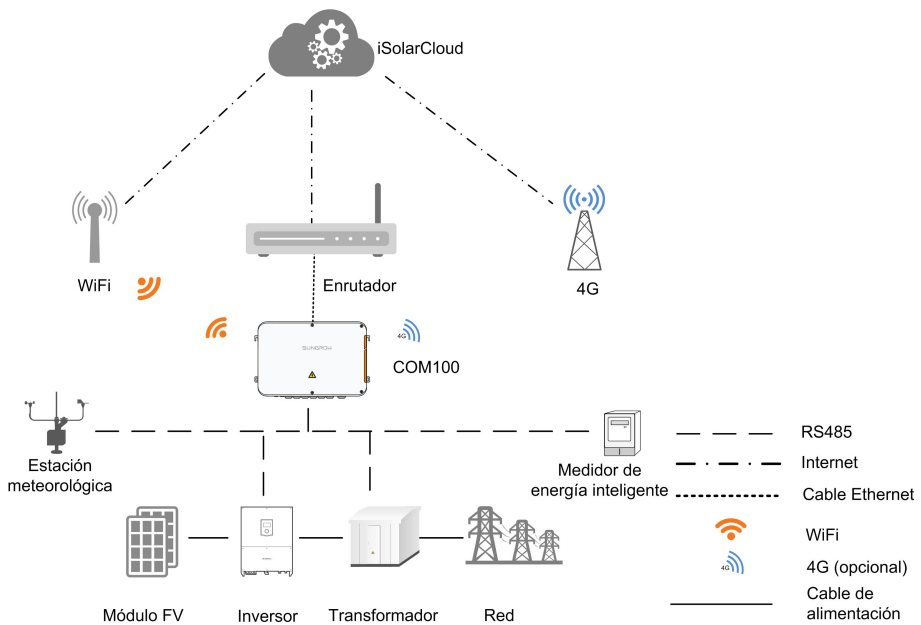 iSolarCloud
WiFi
Enrutador
4G
4G
SUNGROW
COM100
Estación
meteorológica
Medidor de
energía inteligente
RS485
Internet
Cable Ethernet
WiFi
4G
4G (opcional)
Cable de
alimentación
Módulo FV
Inversor
Transformador
Red